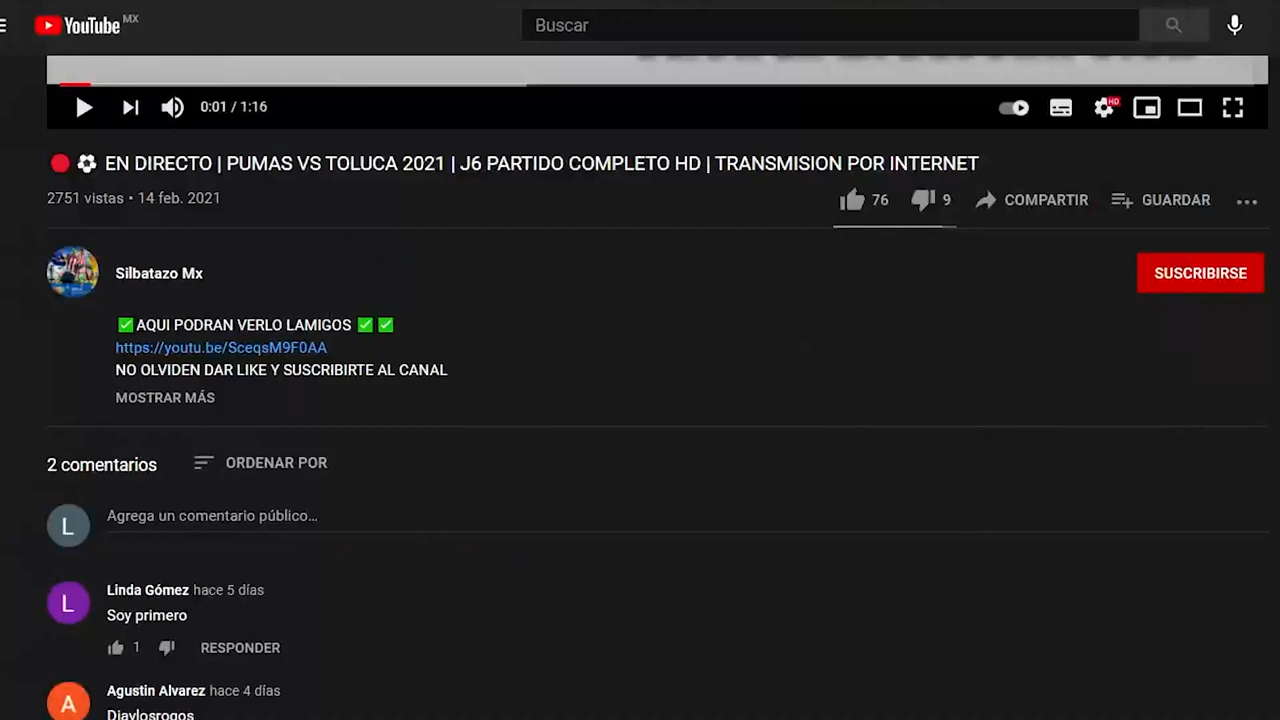 YouTube MX
Buscar
0:01 / 1:16
HD
EN DIRECTO | PUMAS VS TOLUCA 2021 | J6 PARTIDO COMPLETO HD | TRANSMISION POR INTERNET
2751 vistas • 14 feb. 2021
76
9
COMPARTIR
GUARDAR
Silbatazo Mx
SUSCRIBIRSE
✅AQUI PODRAN VERLO LAMIGOS ✅ ✅
https://youtu.be/SceqsM9F0AA
NO OLVIDEN DAR LIKE Y SUSCRIBIRTE AL CANAL
MOSTRAR MÁS
2 comentarios
ORDENAR POR
L
Agrega un comentario público...
L
Linda Gómez hace 5 días
Soy primero
1
RESPONDER
A
Agustin Alvarez hace 4 días
Diaylosrogos